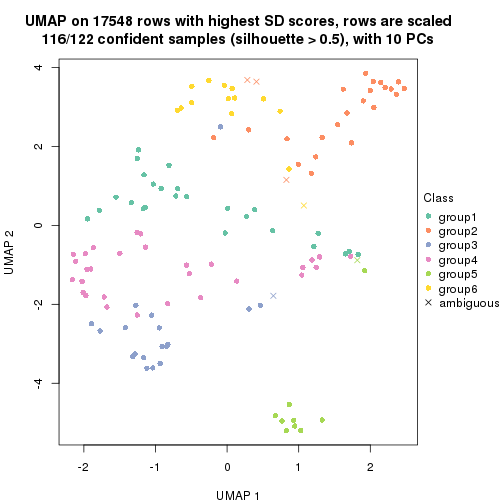 UMAP on 17548 rows with highest SD scores, rows are scaled
116/122 confident samples (silhouette > 0.5), with 10 PCs
4
2
0
-2
-4
UMAP 2
-2
-1
0
1
2
UMAP 1
Class
group1
group2
group3
group4
group5
group6
ambiguous